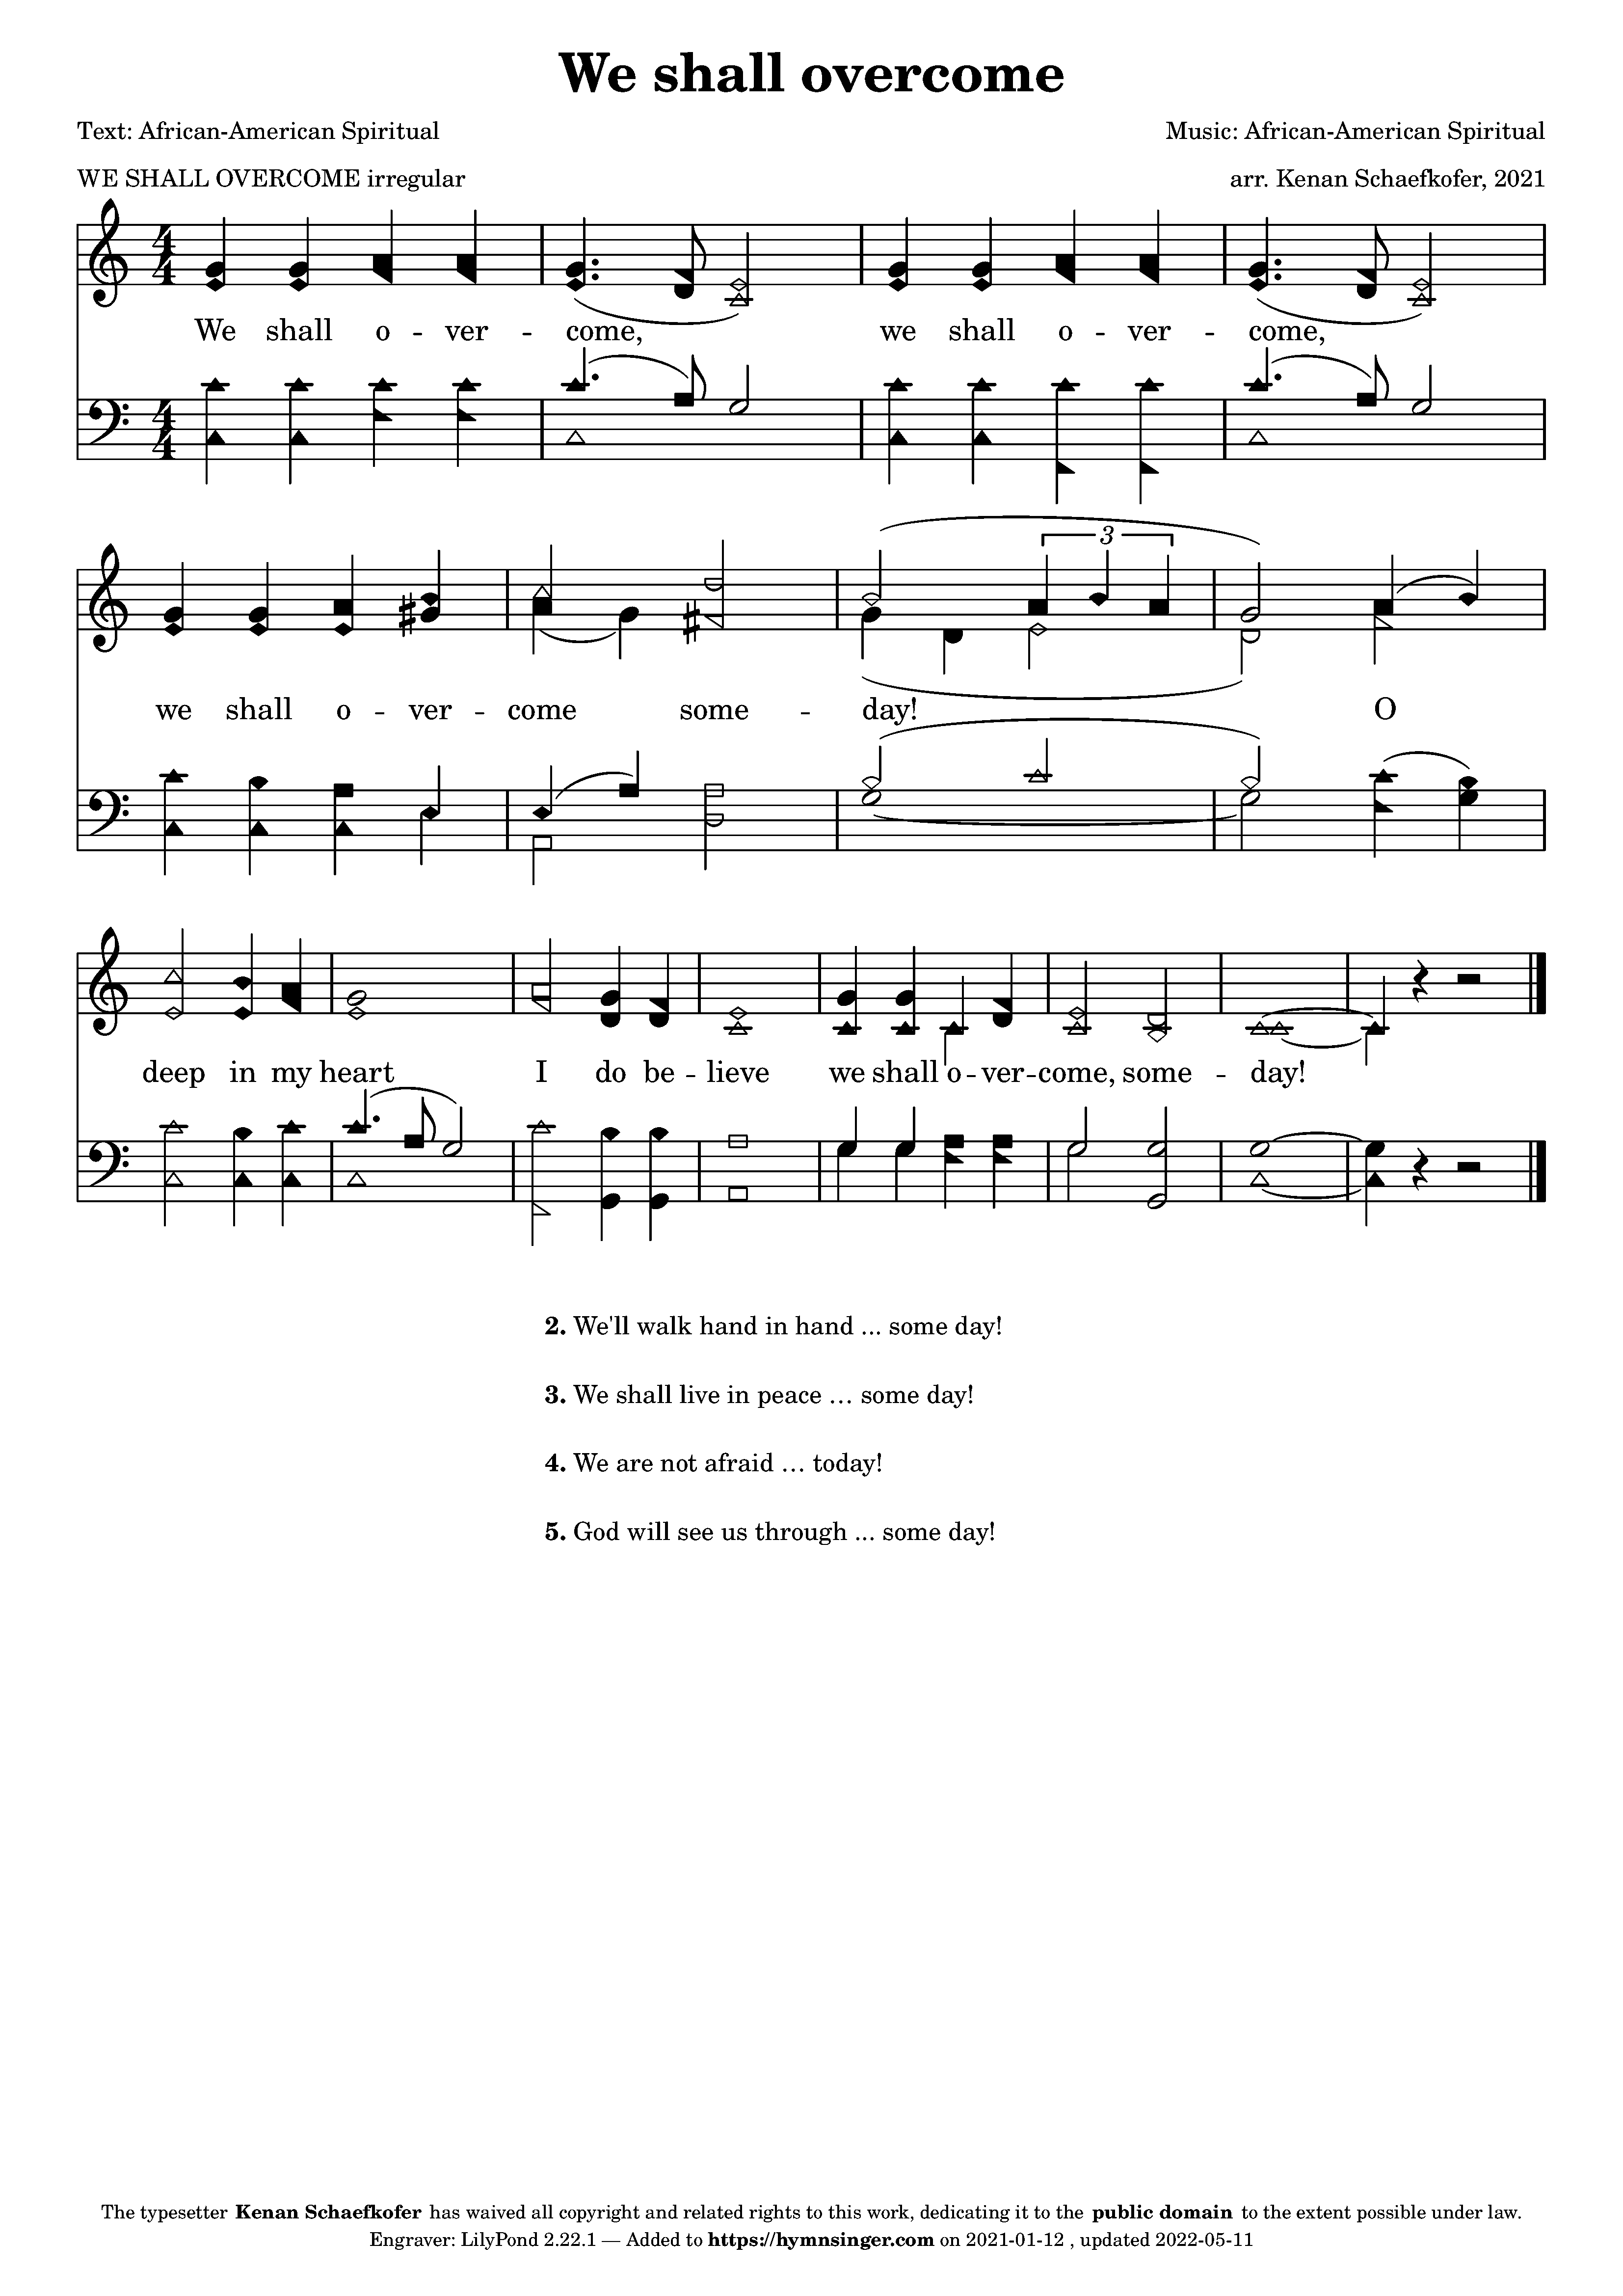 We shall overcome
Text: African-American Spiritual
Music: African-American Spiritual
WE SHALL OVERCOME irregular
arr. Kenan Schaefkofer, 2021
We shall o -- ver -- come, we shall o -- ver -- come,
3
we shall o -- ver -- come some -- day! O
deep in my heart I do be -- lieve we shall o -- ver -- come, some -- day!
2. We'll walk hand in hand ... some day!
3. We shall live in peace … some day!
4. We are not afraid … today!
5. God will see us through ... some day!
The typesetter Kenan Schaefkofer has waived all copyright and related rights to this work, dedicating it to the public domain to the extent possible under law.
Engraver: LilyPond 2.22.1 — Added to https://hymnsinger.com on 2021-01-12 , updated 2022-05-11